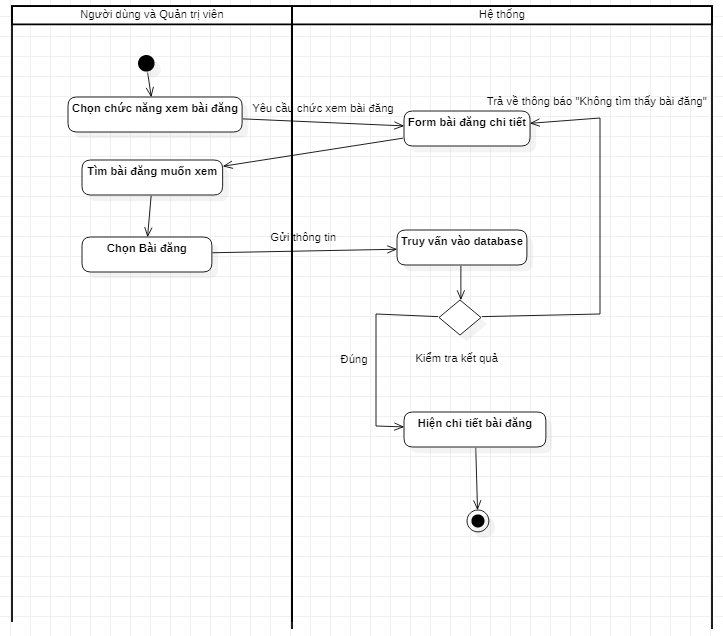 Người dùng và Quản trị viên
Hệ thống
Chọn chức năng xem bài đăng
Yêu cầu chức xem bài đăng
Trả về thông báo "Không tìm thấy bài đăng"
Form bài đăng chi tiết
Tìm bài đăng muốn xem
Chọn Bài đăng
Gửi thông tin
Truy vấn vào database
Đúng
Kiểm tra kết quả
Hiện chi tiết bài đăng